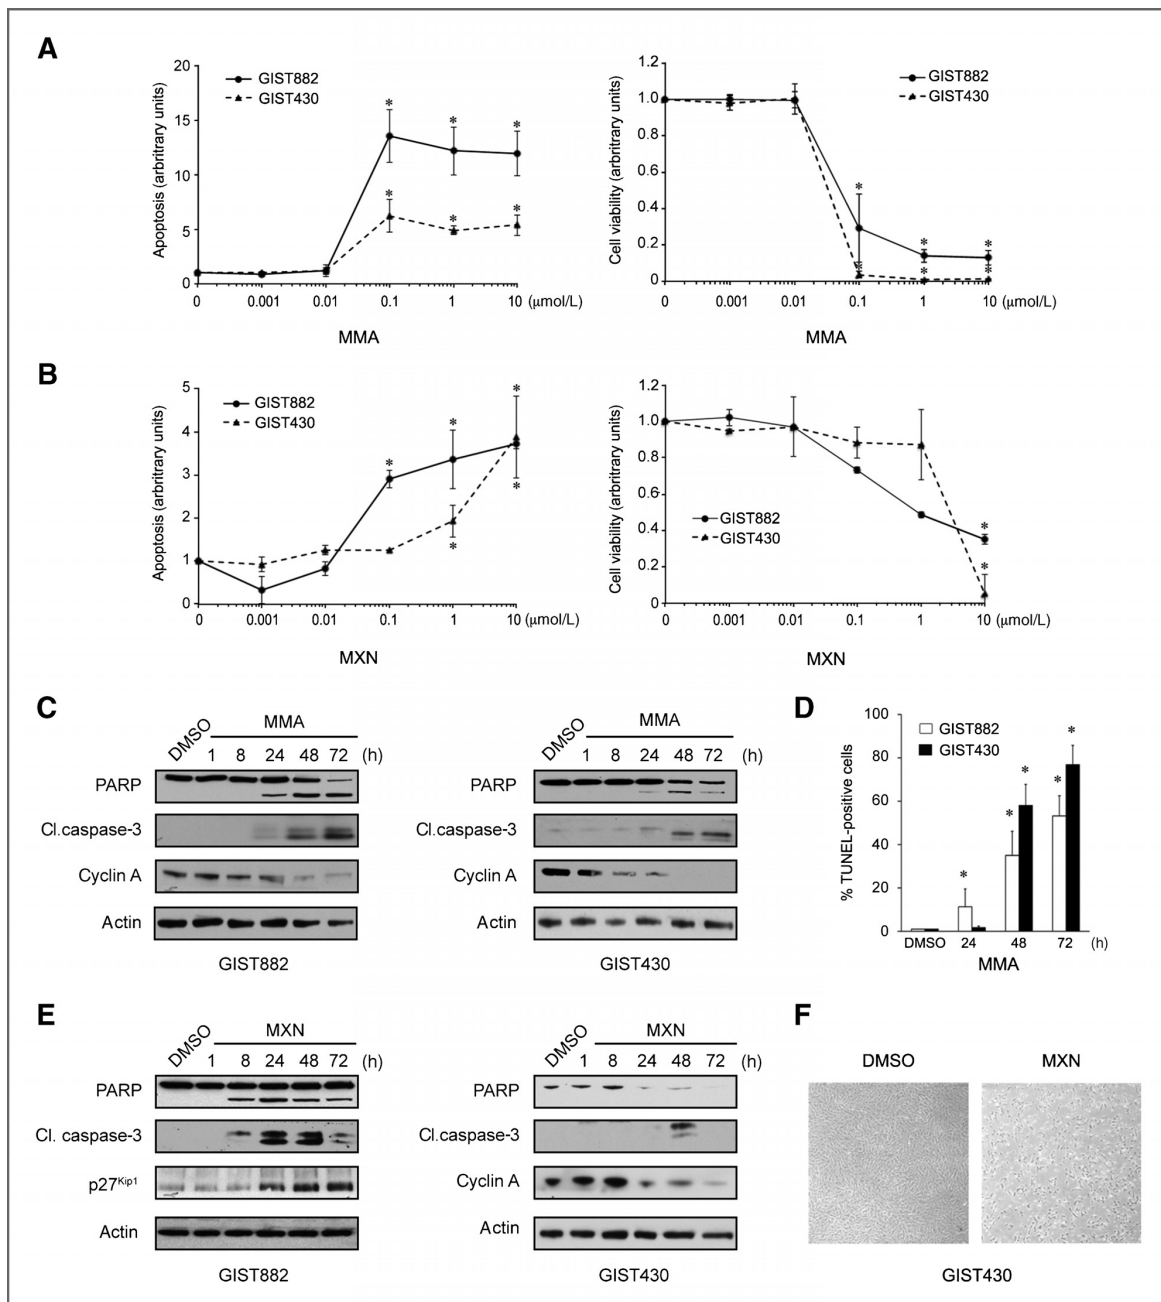 A
Apoptosis (arbritrary units)
20
15
10
5
0
GIST882
GIST430
* * *
* * *
0 0.001 0.01 0.1 1 10 (μmol/L)
MMA
Cell viability (arbritrary units)
1.2
1.0
0.8
0.6
0.4
0.2
0
GIST882
GIST430
* * *
* * *
0 0.001 0.01 0.1 1 10 (μmol/L)
MMA
B
Apoptosis (arbritrary units)
5
4
3
2
1
0
GIST882
GIST430
* * *
* *
0 0.001 0.01 0.1 1 10 (μmol/L)
MXN
Cell viability (arbritrary units)
1.2
1.0
0.8
0.6
0.4
0.2
0
GIST882
GIST430
*
*
0 0.001 0.01 0.1 1 10 (μmol/L)
MXN
C
DMSO
MMA
1 8 24 48 72 (h)
PARP
Cl.caspase-3
Cyclin A
Actin
GIST882
DMSO
MMA
1 8 24 48 72 (h)
PARP
Cl.caspase-3
Cyclin A
Actin
GIST430
D
% TUNEL-positive cells
100
80
60
40
20
0
GIST882
GIST430
* * * * *
DMSO 24 48 72 (h)
MMA
E
DMSO
MXN
1 8 24 48 72 (h)
PARP
Cl. caspase-3
p27Kip1
Actin
GIST882
DMSO
MXN
1 8 24 48 72 (h)
PARP
Cl.caspase-3
Cyclin A
Actin
GIST430
F
DMSO MXN
GIST430